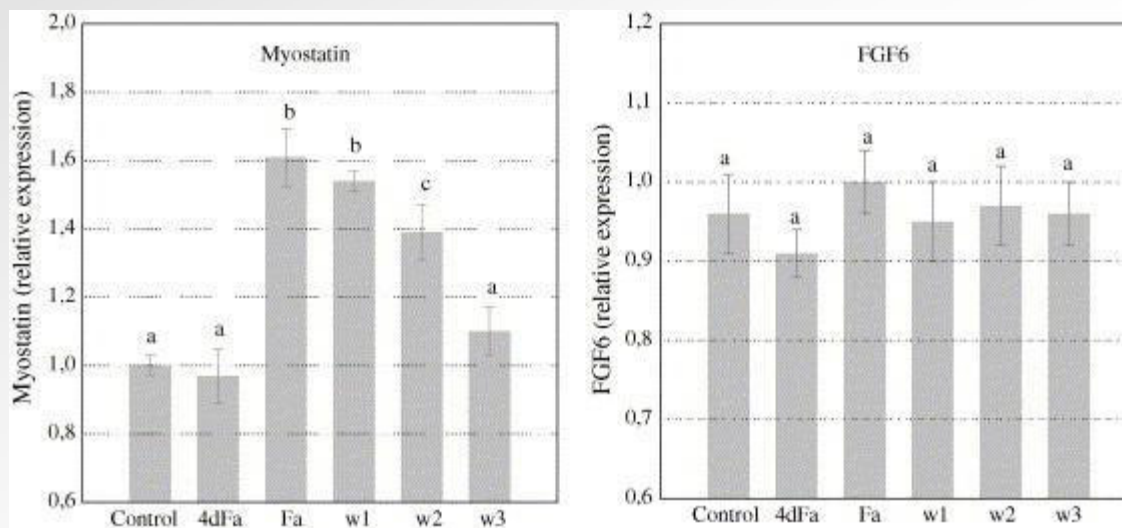 Myostatin
Myostatin (relative expression)
2,0
1,8
1,6
1,4
1,2
1,0
0,8
0,6
a
a
b
b
c
a
Control 4dFa Fa w1 w2 w3
FGF6
FGF6 (relative expression)
1,2
1,1
1,0
0,9
0,8
0,7
0,6
a
a
a
a
a
a
Control 4dFa Fa w1 w2 w3